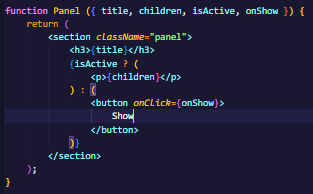 function Panel ({ title, children, isActive, onShow }) {
    return (
        <section className="panel">
            <h3>{title}</h3>
            {isActive ? (
                <p>{children}</p>
            ) : (
                <button onCLick={onShow}>
                    Show
                </button>
            )}
        </section>
    );
}